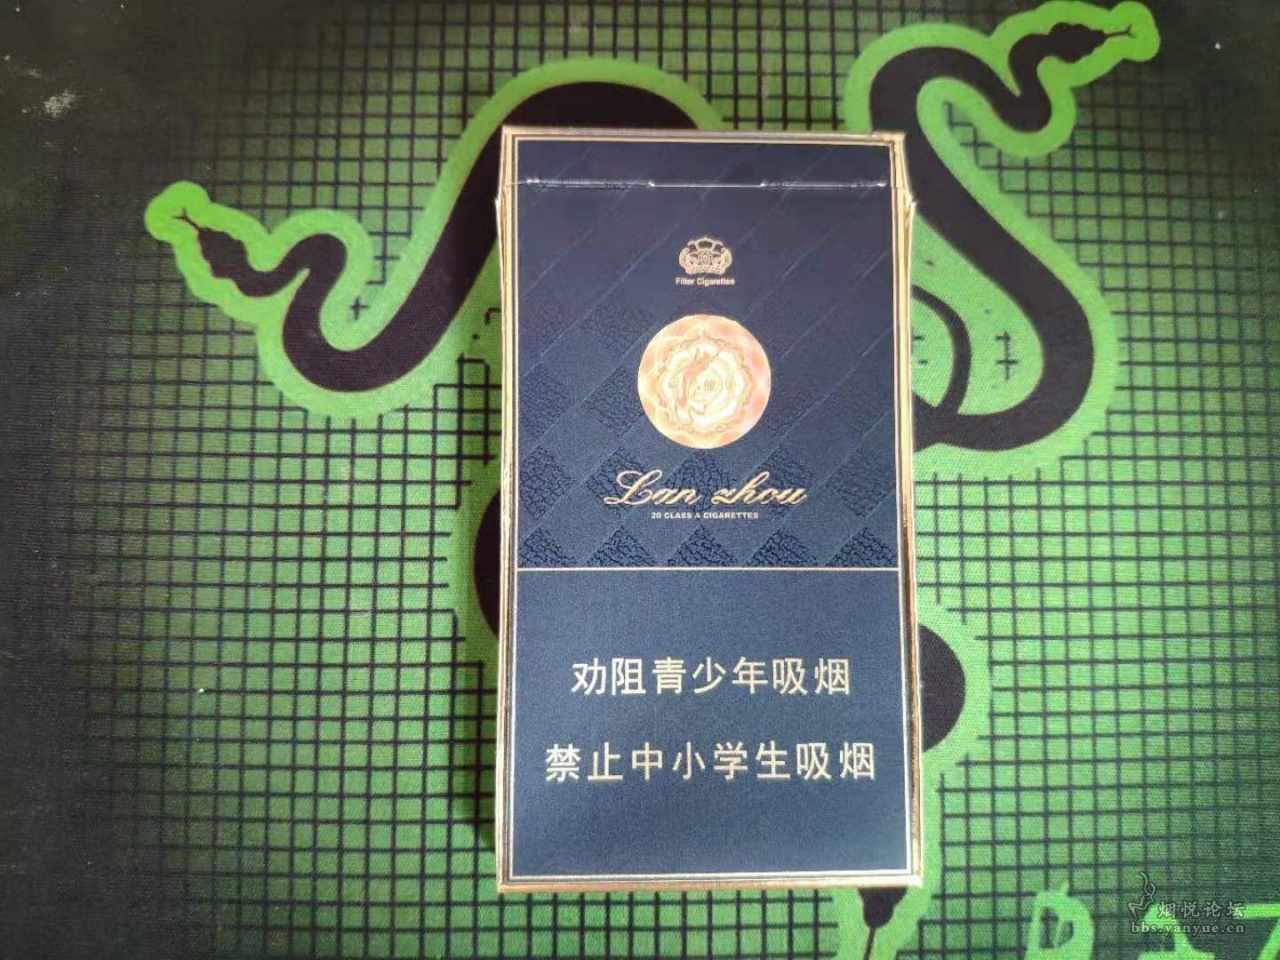 Filter Cigarettes
Lan zhou
20 CLASS A CIGARETTES
劝阻青少年吸烟
禁止中小学生吸烟
烟悦论坛
bbs.yanyue.cn